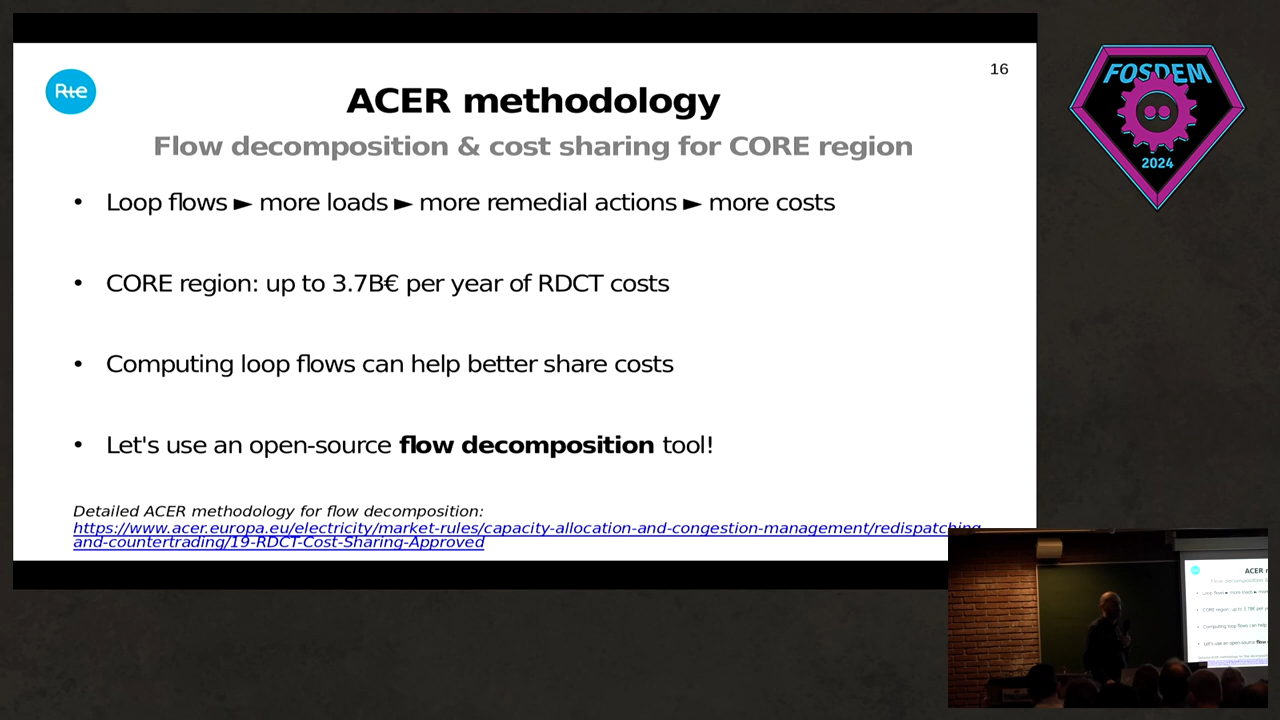 16
Rte
ACER methodology
Flow decomposition & cost sharing for CORE region
• Loop flows ► more loads ► more remedial actions ► more costs
• CORE region: up to 3.7B€ per year of RDCT costs
• Computing loop flows can help better share costs
• Let's use an open-source flow decomposition tool!
Detailed ACER methodology for flow decomposition:
https://www.acer.europa.eu/electricity/market-rules/capacity-allocation-and-congestion-management/redispatching-
and-countertrading/19-RDCT-Cost-Sharing-Approved
FOSDEM
2024